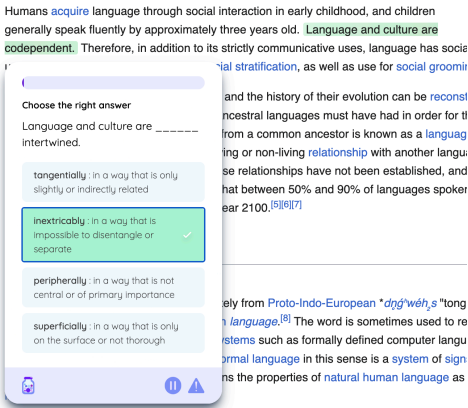 Humans acquire language through social interaction in early childhood, and children
generally speak fluently by approximately three years old. Language and culture are
codependent. Therefore, in addition to its strictly communicative uses, language has socia
ial stratification, as well as use for social groomin
Choose the right answer
Language and culture are ______
intertwined.
tangentially : in a way that is only
slightly or indirectly related
inextricably : in a way that is
impossible to disentangle or
separate
peripherally : in a way that is not
central or of primary importance
superficially : in a way that is only
on the surface or not thorough
and the history of their evolution can be reconst
ncestral languages must have had in order for th
from a common ancestor is known as a languag
ing or non-living relationship with another langua
se relationships have not been established, and
hat between 50% and 90% of languages spoken
ear 2100.[5][6][7]
ely from Proto-Indo-European *dn̥ǵʰwéh₂s "tong
language.[8] The word is sometimes used to re
ystems such as formally defined computer langu
ormal language in this sense is a system of signs
ns the properties of natural human language as